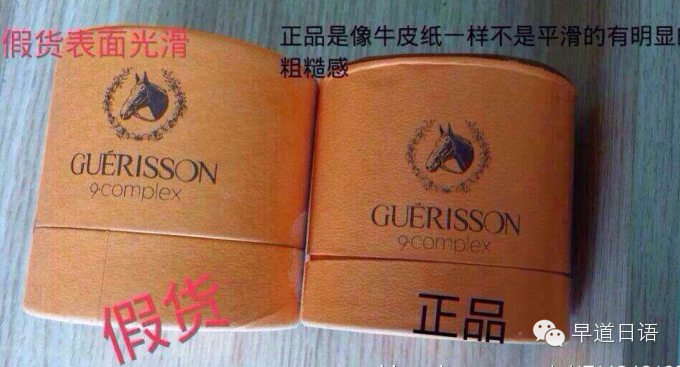 假货表面光滑
正品是像牛皮纸一样不是平滑的有明显的
粗糙感
GUÉRISSON
9complex
GUÉRISSON
9complex
假货
正品
早道日语